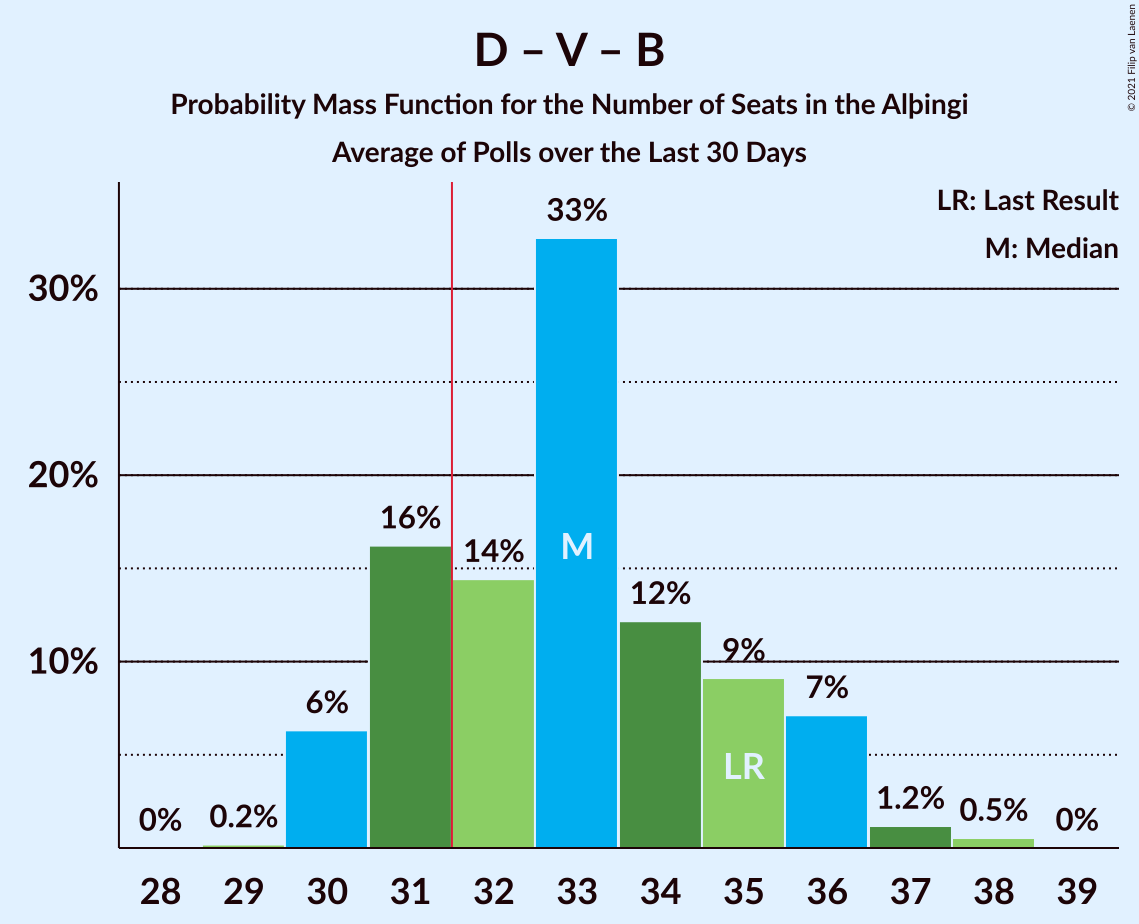 D – V – B
Probability Mass Function for the Number of Seats in the Alþingi
Average of Polls over the Last 30 Days
© 2021 Filip van Laenen
LR: Last Result
M: Median
33%
30%
20%
16%
14%
M
12%
10%
9%
7%
6%
LR
1.2%
0.5%
0.2%
0%
0%
28 29 30 31 32 33 34 35 36 37 38 39